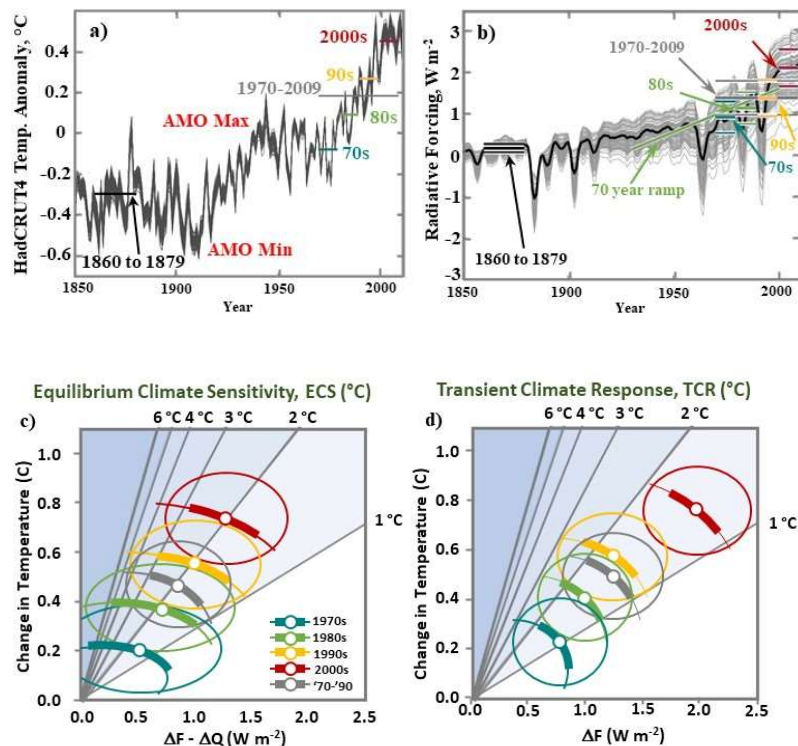 a)
HadCRUT4 Temp. Anomaly, °C
0.4
0.2
0
-0.2
-0.4
-0.6
2000s
90s
1970-2009
80s
70s
AMO Max
AMO Min
1860 to 1879
1850
1900
1950
2000
Year
b)
Radiative Forcing, W m-2
3
2
1
0
-1
-2
-3
2000s
1970-2009
80s
90s
70s
70 year ramp
1860 to 1879
1850
1900
1950
2000
Year
Equilibrium Climate Sensitivity, ECS (°C)
c)
6 °C 4 °C 3 °C 2 °C
1 °C
Change in Temperature (C)
1.0
0.8
0.6
0.4
0.2
0.0
1970s
1980s
1990s
2000s
'70-'90
0.0 0.5 1.0 1.5 2.0 2.5
ΔF - ΔQ (W m-2)
Transient Climate Response, TCR (°C)
d)
6 °C 4 °C 3 °C 2 °C
1 °C
Change in Temperature (C)
1.0
0.8
0.6
0.4
0.2
0.0
0.0 0.5 1.0 1.5 2.0 2.5
ΔF (W m-2)